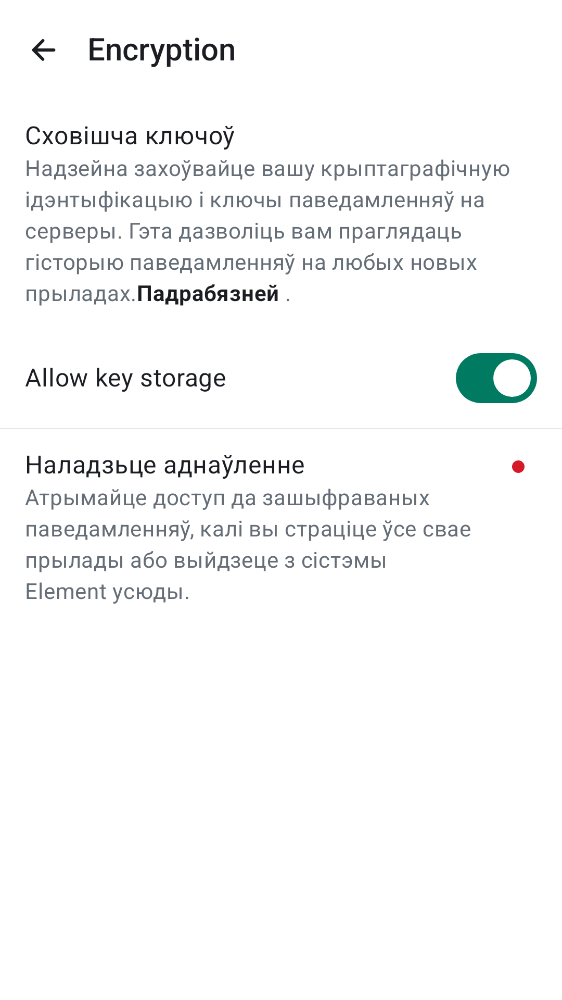 Encryption
Сховішча ключоў
Надзейна захоўвайце вашу крыптаграфічную
ідэнтыфікацыю і ключы паведамленняў на
серверы. Гэта дазволіць вам праглядаць
гісторыю паведамленняў на любых новых
прыладах.Падрабязней .
Allow key storage
Наладзьце аднаўленне
Атрымайце доступ да зашыфраваных
паведамленняў, калі вы страціце ўсе свае
прылады або выйдзеце з сістэмы
Element усюды.